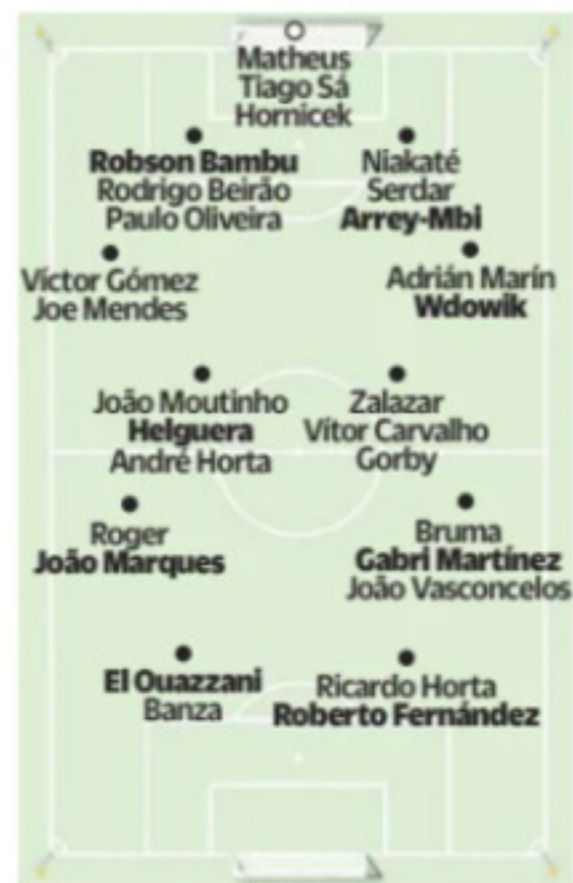 Matheus
Tiago Sá
Hornicek
Robson Bambu
Rodrigo Beirão
Paulo Oliveira
Niakaté
Serdar
Arrey-Mbi
Víctor Gómez
Joe Mendes
Adrián Marín
Wdowik
João Moutinho
Helguera
André Horta
Zalazar
Vítor Carvalho
Gorby
Roger
João Marques
Bruma
Gabri Martínez
João Vasconcelos
El Ouazzani
Banza
Ricardo Horta
Roberto Fernández